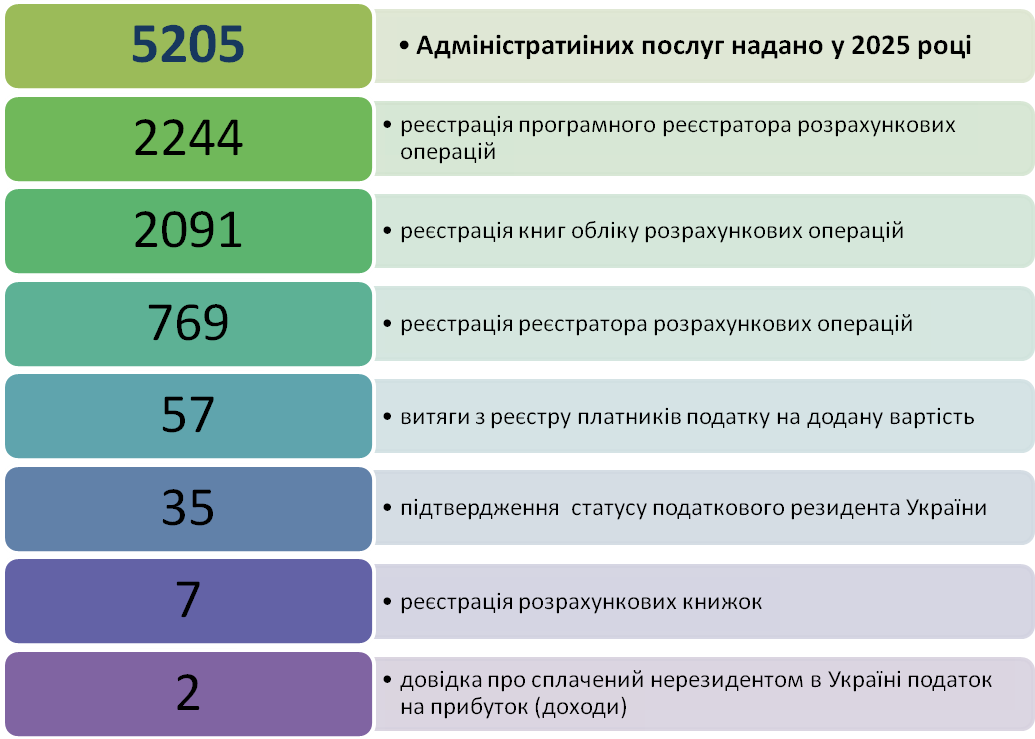 5205
• Адміністратиіних послуг надано у 2025 році
2244
• реєстрація програмного реєстратора розрахункових
операцій
2091
• реєстрація книг обліку розрахункових операцій
769
• реєстрація реєстратора розрахункових операцій
57
• витяги з реєстру платників податку на додану вартість
35
• підтвердження статусу податкового резидента України
7
• реєстрація розрахункових книжок
2
• довідка про сплачений нерезидентом в Україні податок
на прибуток (доходи)